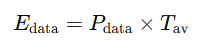 E_data = P_data × T_av